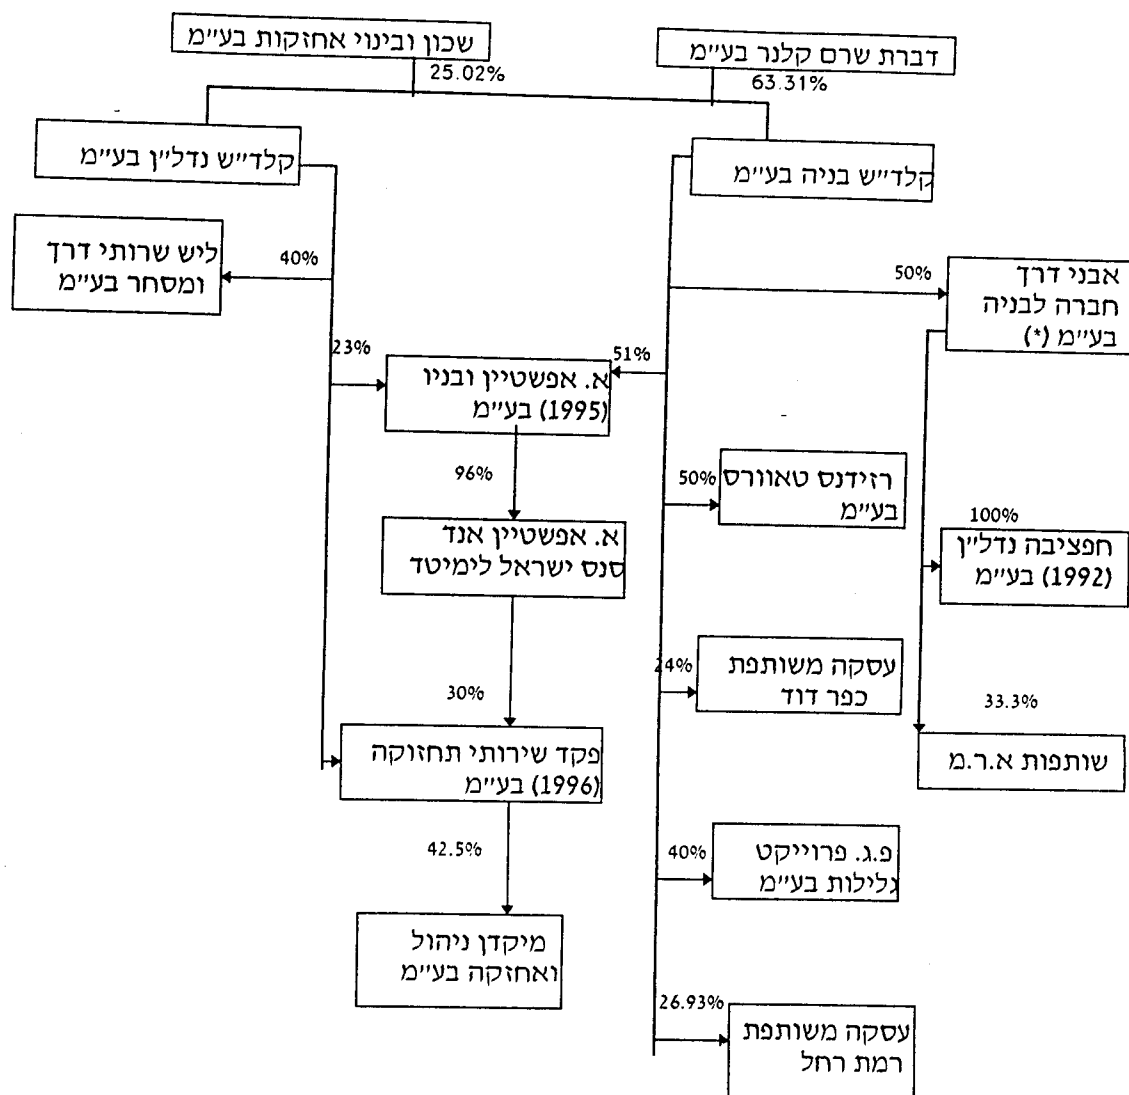 דברת שרם קלנר בע״מ
63.31%
שכון ובינוי אחזקות בע״מ
25.02%
קלד״ש בניה בע״מ
קלד״ש נדל״ן בע״מ
אבני דרך
חברה לבניה
בע״מ (*)
50%
ליש שרותי דרך
ומסחר בע״מ
40%
51%
23%
א. אפשטיין ובניו
(1995) בע״מ
96%
רזידנס טאוורס
בע״מ
50%
100%
חפציבה נדל״ן
(1992) בע״מ
א. אפשטיין אנד
סנס ישראל לימיטד
30%
עסקה משותפת
כפר דוד
24%
33.3%
שותפות א.ר.מ
פקד שירותי תחזוקה
(1996) בע״מ
42.5%
פ.ג. פרוייקט
גלילות בע״מ
40%
מיקדן ניהול
ואחזקה בע״מ
26.93%
עסקה משותפת
רמת רחל